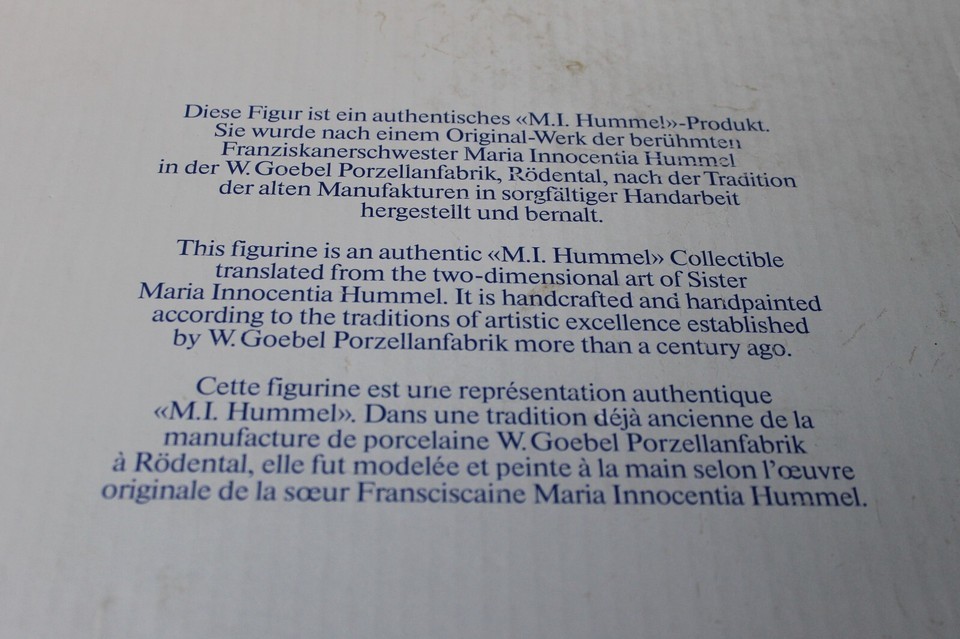 Diese Figur ist ein authentisches «M.I. Hummel»-Produkt.
Sie wurde nach einem Original-Werk der berühmten
Franziskanerschwester Maria Innocentia Hummel
in der W. Goebel Porzellanfabrik, Rödental, nach der Tradition
der alten Manufakturen in sorgfältiger Handarbeit
hergestellt und bernalt.
This figurine is an authentic «M.I. Hummel» Collectible
translated from the two-dimensional art of Sister
Maria Innocentia Hummel. It is handcrafted and handpainted
according to the traditions of artistic excellence established
by W. Goebel Porzellanfabrik more than a century ago.
Cette figurine est une représentation authentique
«M.I. Hummel». Dans une tradition déjà ancienne de la
manufacture de porcelaine W. Goebel Porzellanfabrik
à Rödental, elle fut modelée et peinte à la main selon l'œuvre
originale de la sœur Fransciscaine Maria Innocentia Hummel.